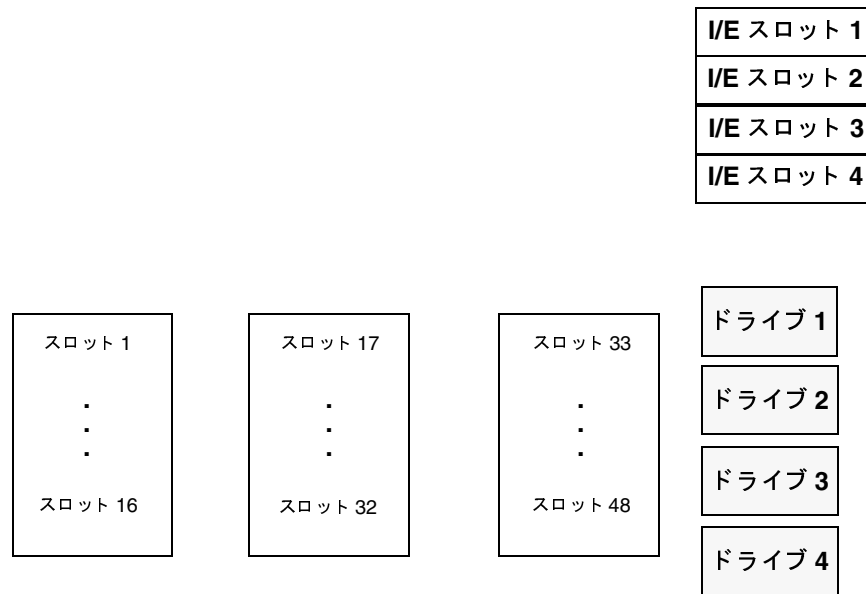 I/E スロット 1
I/E スロット 2
I/E スロット 3
I/E スロット 4
スロット 1
.
.
.
スロット 16
スロット 17
.
.
.
スロット 32
スロット 33
.
.
.
スロット 48
ドライブ 1
ドライブ 2
ドライブ 3
ドライブ 4